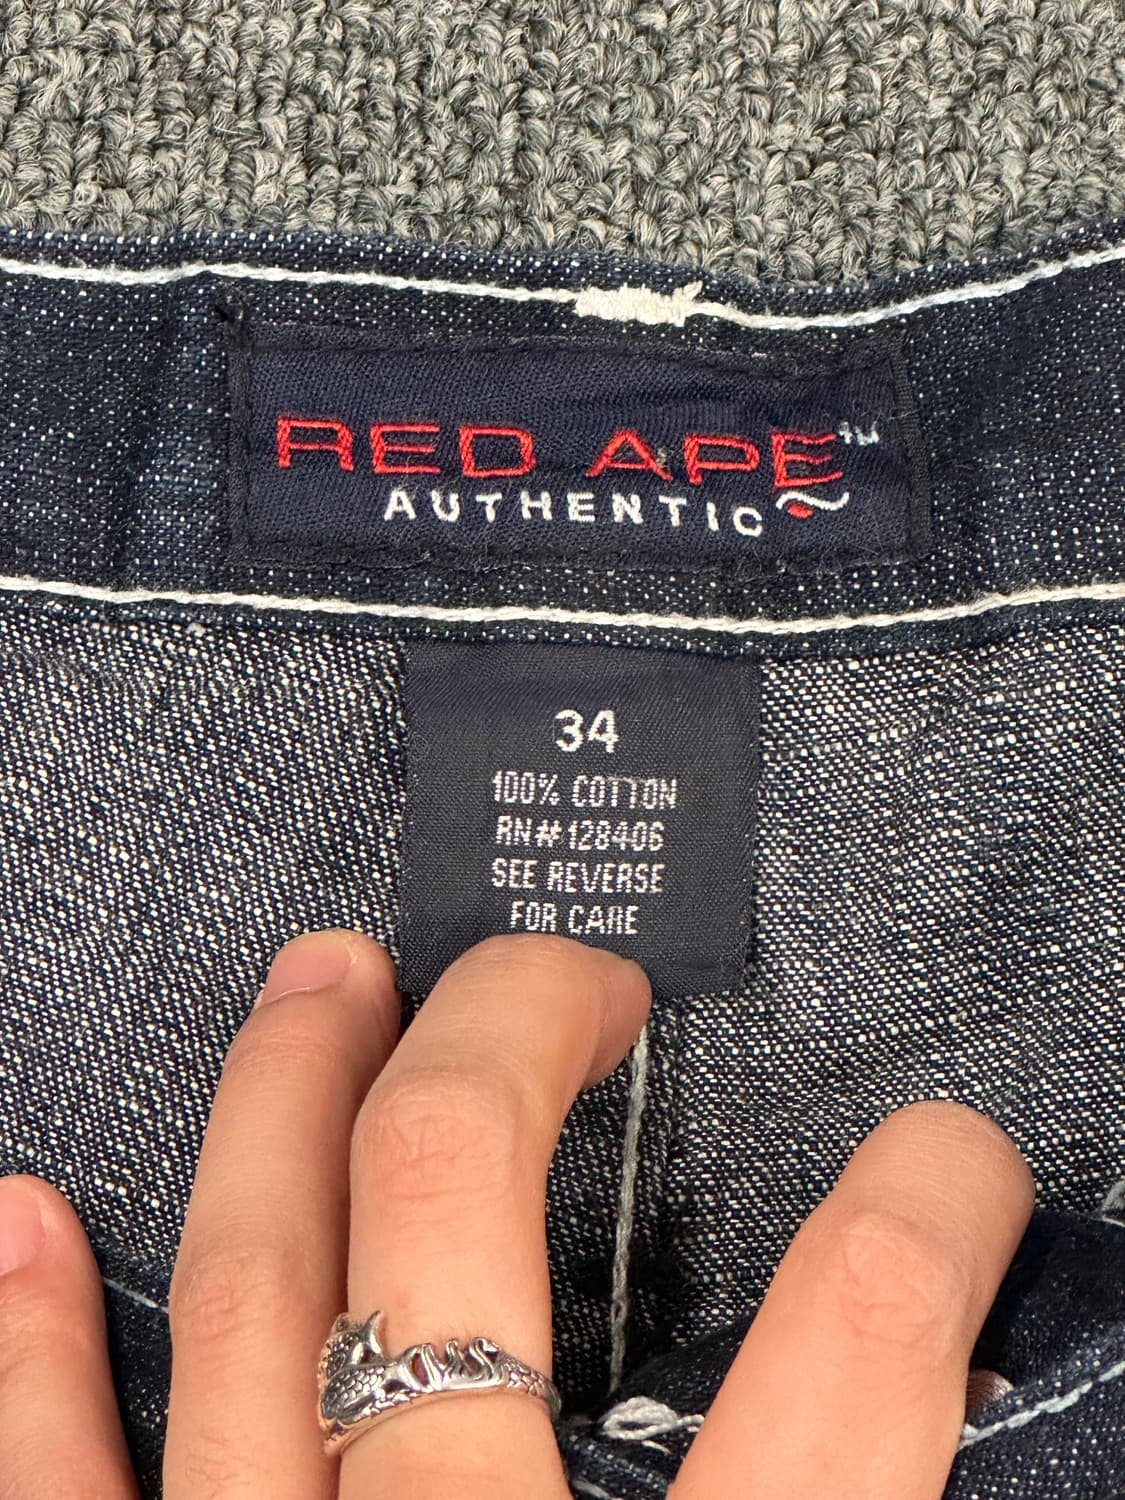 RED APE™
AUTHENTIC
34
100% COTTON
RN# 128406
SEE REVERSE
FOR CARE